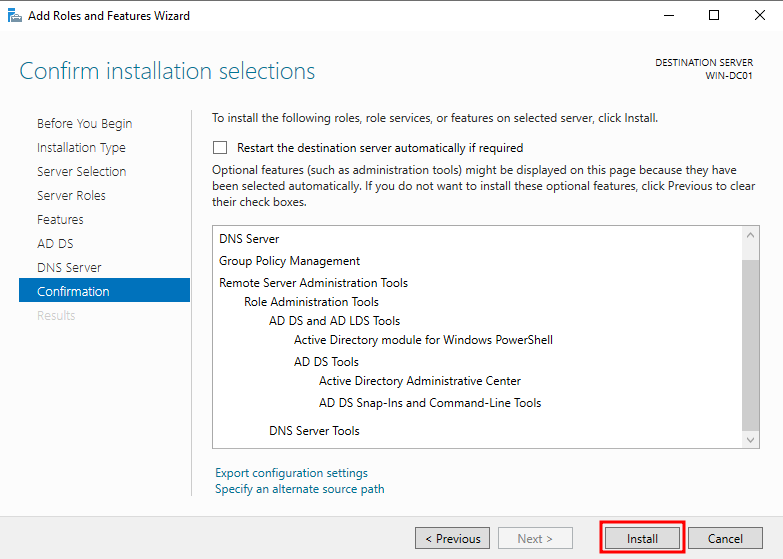 Add Roles and Features Wizard
Confirm installation selections
DESTINATION SERVER
WIN-DC01
Before You Begin
Installation Type
Server Selection
Server Roles
Features
AD DS
DNS Server
Confirmation
Results
To install the following roles, role services, or features on selected server, click Install.
Restart the destination server automatically if required
Optional features (such as administration tools) might be displayed on this page because they have
been selected automatically. If you do not want to install these optional features, click Previous to clear
their check boxes.
DNS Server
Group Policy Management
Remote Server Administration Tools
Role Administration Tools
AD DS and AD LDS Tools
Active Directory module for Windows PowerShell
AD DS Tools
Active Directory Administrative Center
AD DS Snap-Ins and Command-Line Tools
DNS Server Tools
Export configuration settings
Specify an alternate source path
< Previous
Next >
Install
Cancel